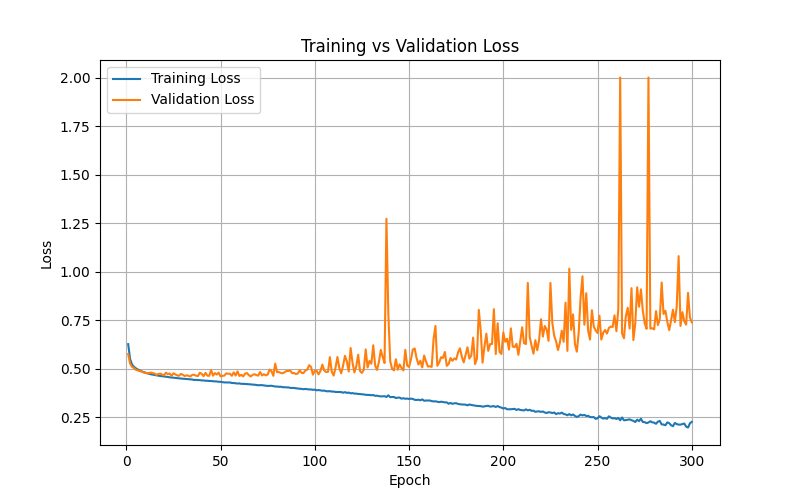 Training vs Validation Loss
Training Loss
Validation Loss
2.00
1.75
1.50
1.25
1.00
0.75
0.50
0.25
Loss
0 50 100 150 200 250 300
Epoch